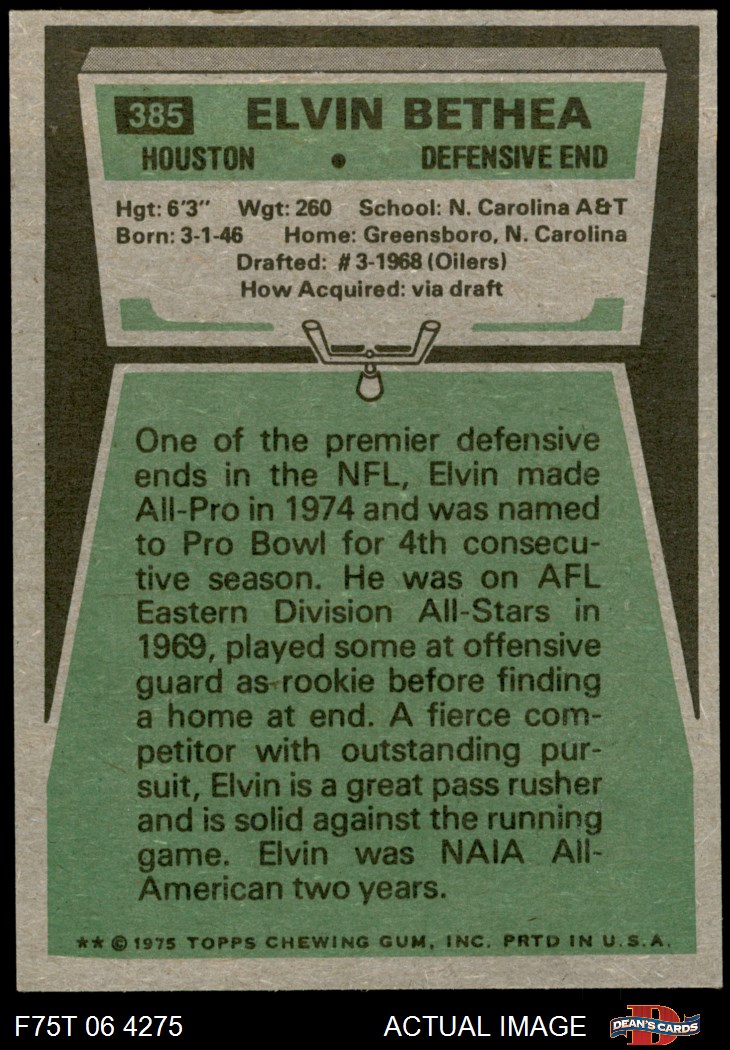 385 ELVIN BETHEA
HOUSTON • DEFENSIVE END
Hgt: 6'3" Wgt: 260 School: N. Carolina A&T
Born: 3-1-46 Home: Greensboro, N. Carolina
Drafted: #3-1968 (Oilers)
How Acquired: via draft
One of the premier defensive
ends in the NFL, Elvin made
All-Pro in 1974 and was named
to Pro Bowl for 4th consecu-
tive season. He was on AFL
Eastern Division All-Stars in
1969, played some at offensive
guard as rookie before finding
a home at end. A fierce com-
petitor with outstanding pur-
suit, Elvin is a great pass rusher
and is solid against the running
game. Elvin was NAIA All-
American two years.
** © 1975 TOPPS CHEWING GUM, INC. PRTD IN U.S.A.
F75T 06 4275 ACTUAL IMAGE D DEAN'S CARDS